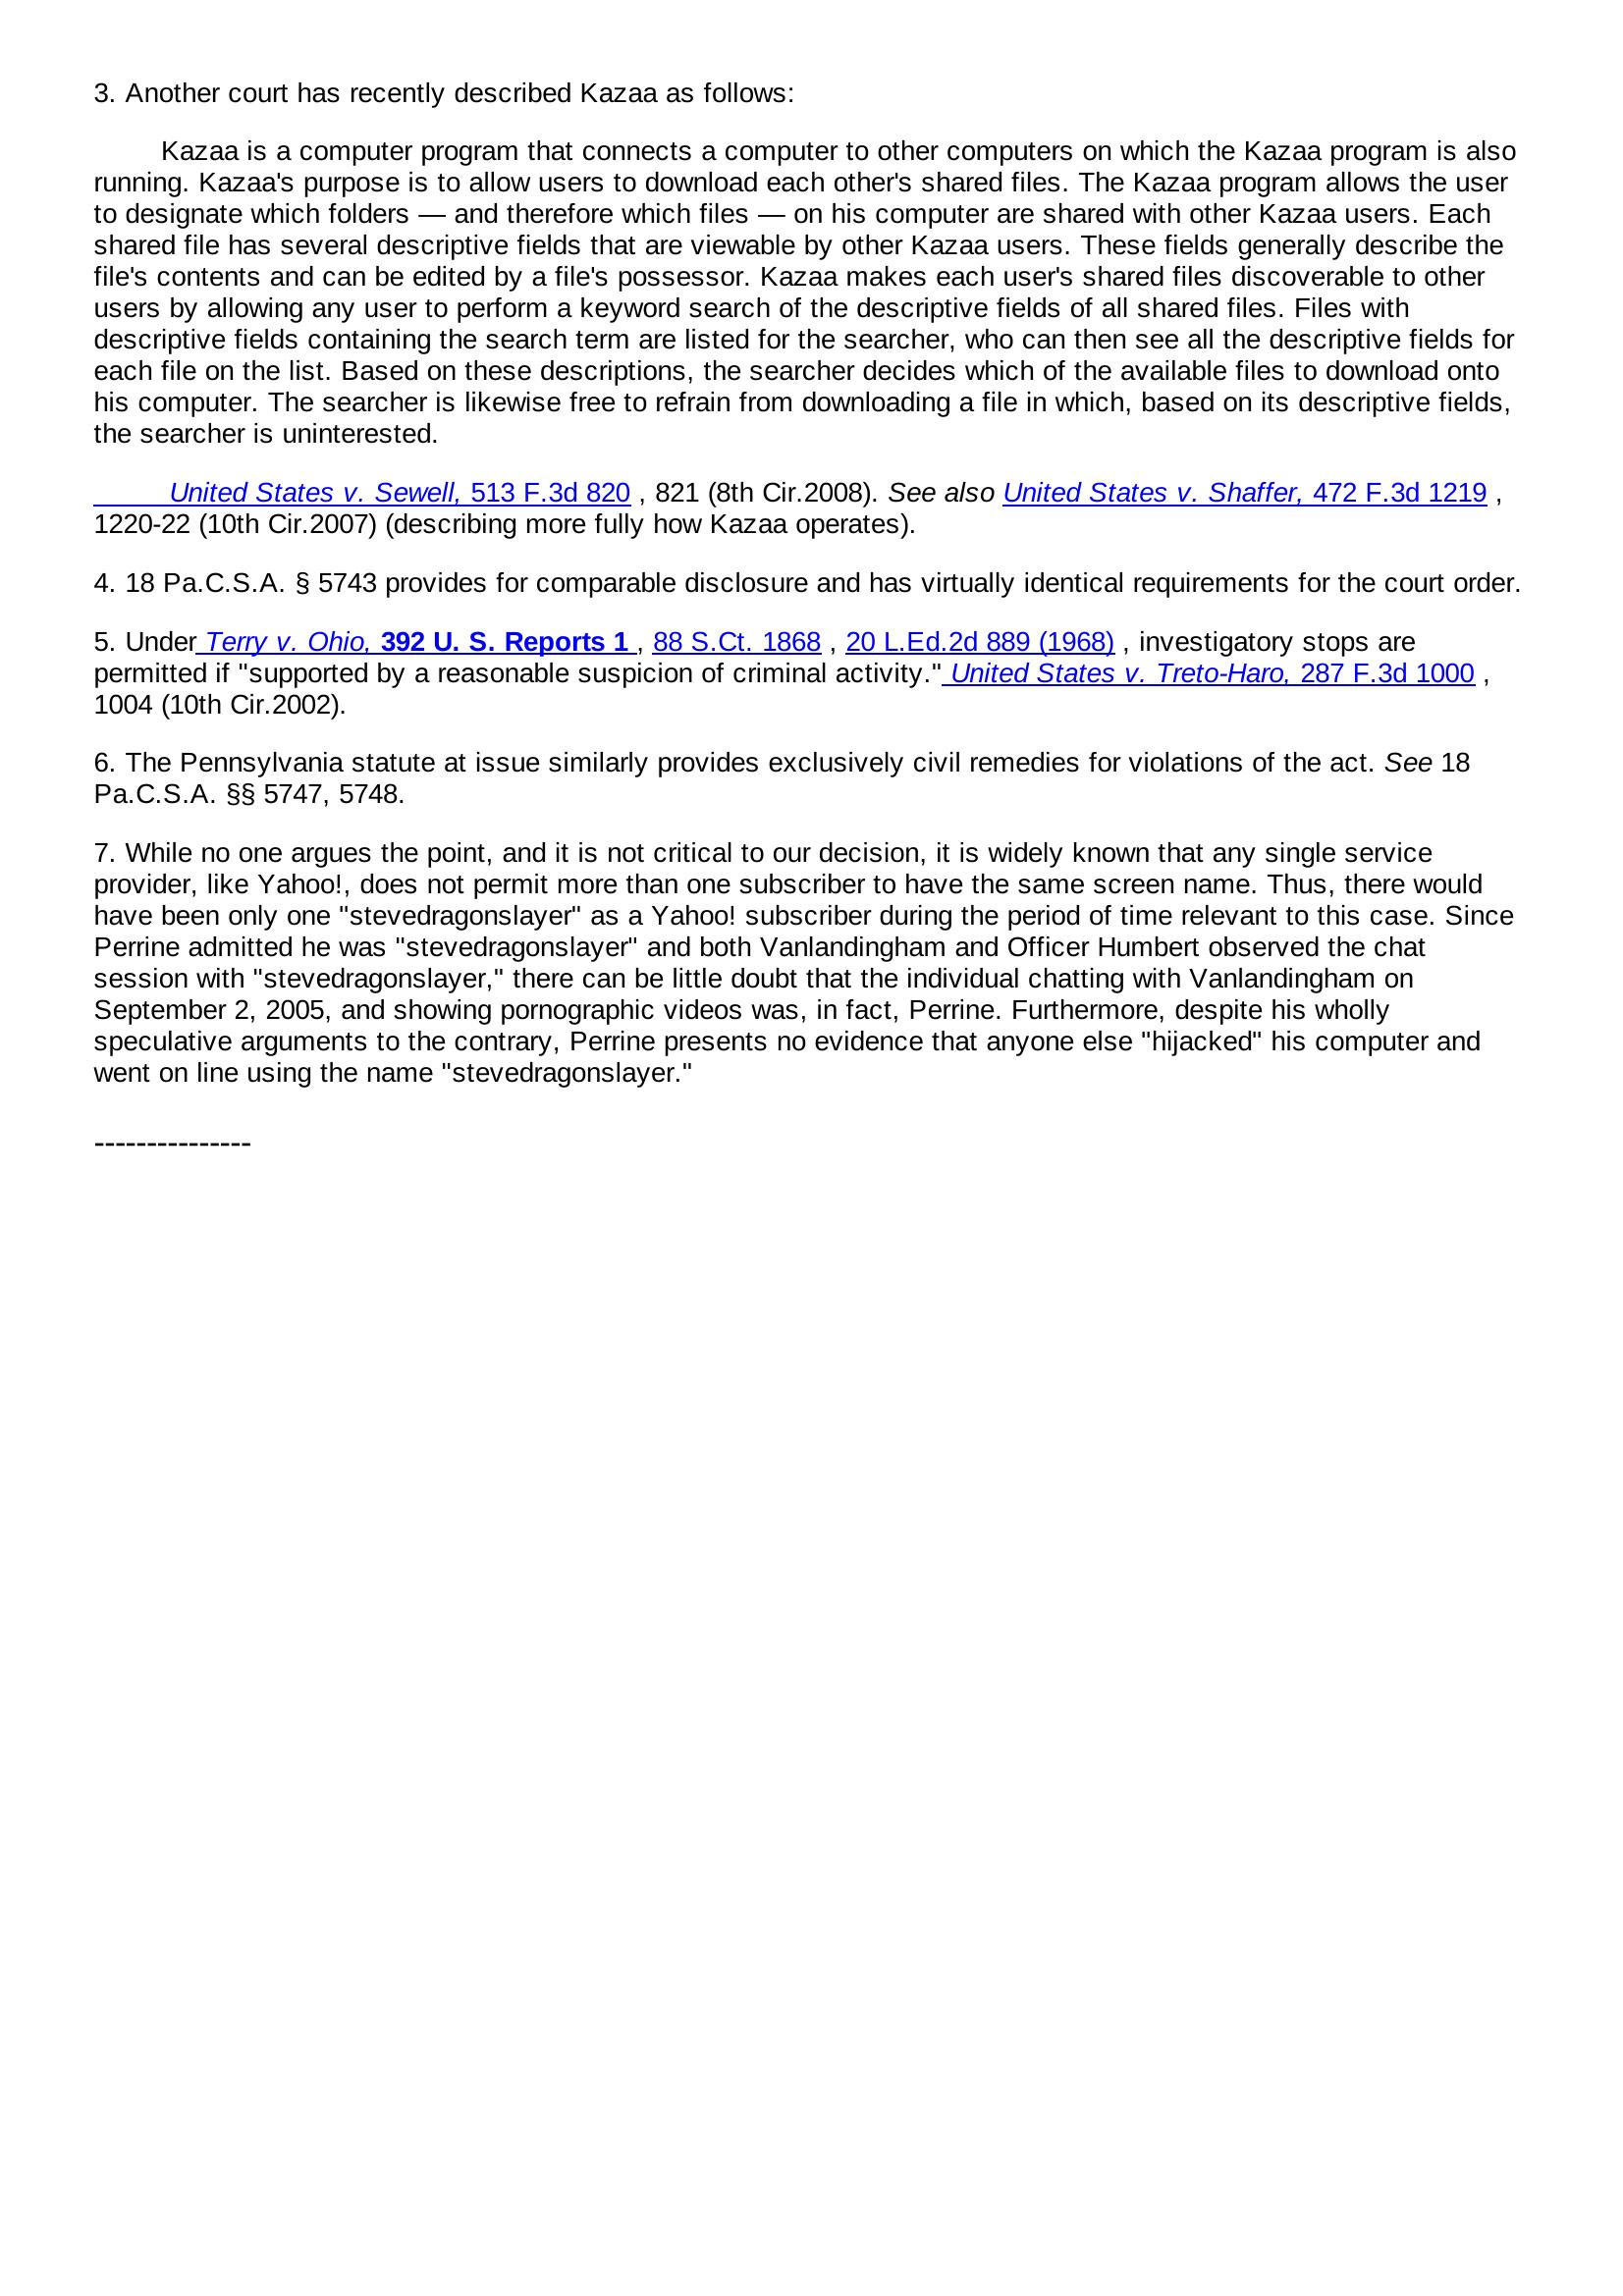 3. Another court has recently described Kazaa as follows:
Kazaa is a computer program that connects a computer to other computers on which the Kazaa program is also
running. Kazaa's purpose is to allow users to download each other's shared files. The Kazaa program allows the user
to designate which folders — and therefore which files — on his computer are shared with other Kazaa users. Each
shared file has several descriptive fields that are viewable by other Kazaa users. These fields generally describe the
file's contents and can be edited by a file's possessor. Kazaa makes each user's shared files discoverable to other
users by allowing any user to perform a keyword search of the descriptive fields of all shared files. Files with
descriptive fields containing the search term are listed for the searcher, who can then see all the descriptive fields for
each file on the list. Based on these descriptions, the searcher decides which of the available files to download onto
his computer. The searcher is likewise free to refrain from downloading a file in which, based on its descriptive fields,
the searcher is uninterested.
United States v. Sewell, 513 F.3d 820 , 821 (8th Cir.2008). See also United States v. Shaffer, 472 F.3d 1219 ,
1220-22 (10th Cir.2007) (describing more fully how Kazaa operates).
4. 18 Pa.C.S.A. § 5743 provides for comparable disclosure and has virtually identical requirements for the court order.
5. Under Terry v. Ohio, 392 U. S. Reports 1 , 88 S.Ct. 1868 , 20 L.Ed.2d 889 (1968) , investigatory stops are
permitted if "supported by a reasonable suspicion of criminal activity." United States v. Treto-Haro, 287 F.3d 1000 ,
1004 (10th Cir.2002).
6. The Pennsylvania statute at issue similarly provides exclusively civil remedies for violations of the act. See 18
Pa.C.S.A. §§ 5747, 5748.
7. While no one argues the point, and it is not critical to our decision, it is widely known that any single service
provider, like Yahoo!, does not permit more than one subscriber to have the same screen name. Thus, there would
have been only one "stevedragonslayer" as a Yahoo! subscriber during the period of time relevant to this case. Since
Perrine admitted he was "stevedragonslayer" and both Vanlandingham and Officer Humbert observed the chat
session with "stevedragonslayer," there can be little doubt that the individual chatting with Vanlandingham on
September 2, 2005, and showing pornographic videos was, in fact, Perrine. Furthermore, despite his wholly
speculative arguments to the contrary, Perrine presents no evidence that anyone else "hijacked" his computer and
went on line using the name "stevedragonslayer."
---------------